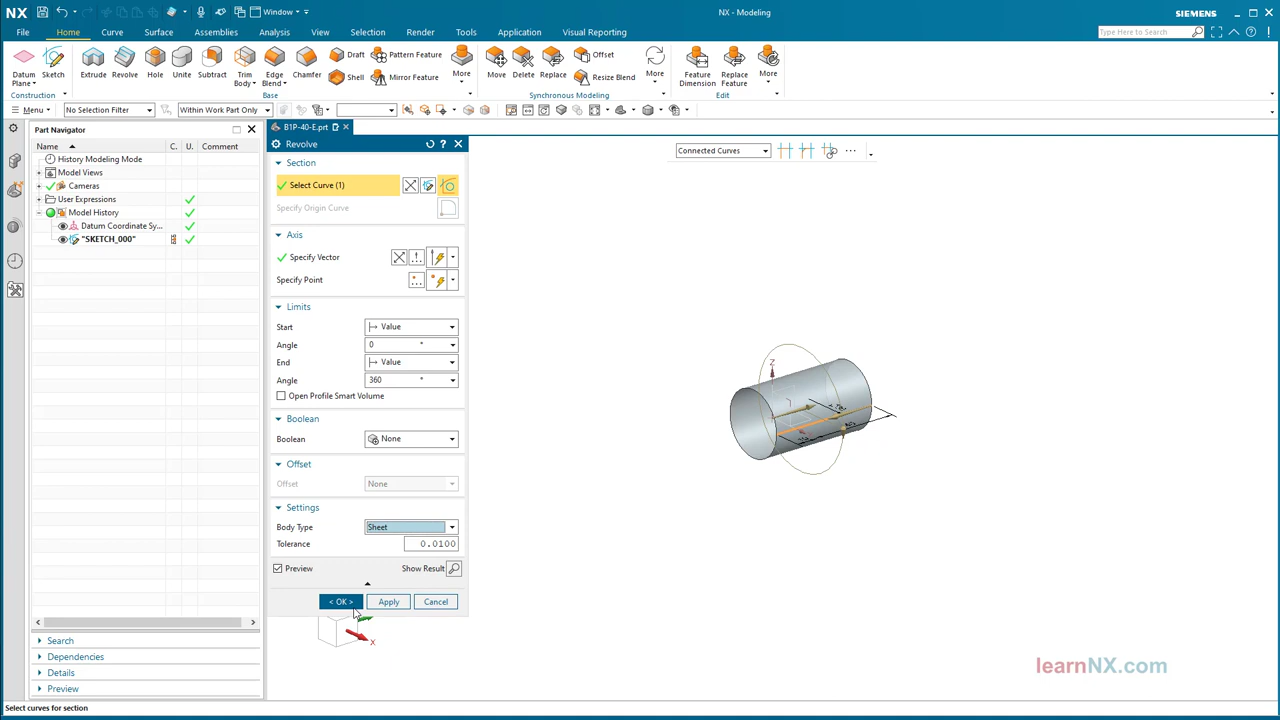 NX
Window
NX - Modeling
SIEMENS
File
Home
Curve
Surface
Assemblies
Analysis
View
Selection
Render
Tools
Application
Visual Reporting
Type Here to Search
Datum
Plane
Sketch
Extrude
Revolve
Hole
Unite
Subtract
Trim
Body
Edge
Blend
Chamfer
Draft
Shell
Pattern Feature
Mirror Feature
More
Move
Delete
Replace
Offset
Resize Blend
More
Feature
Dimension
Replace
Feature
More
Construction
Base
Synchronous Modeling
Edit
Menu
No Selection Filter
Within Work Part Only
Part Navigator
B1P-40-E.prt
Name
C.
U.
Comment
History Modeling Mode
Model Views
Cameras
User Expressions
Model History
Datum Coordinate Sy...
"SKETCH_000"
Revolve
Section
Select Curve (1)
Specify Origin Curve
Axis
Specify Vector
Specify Point
Limits
Start
Value
Angle
0
°
End
Value
Angle
360
°
Open Profile Smart Volume
Boolean
Boolean
None
Offset
Offset
None
Settings
Body Type
Sheet
Tolerance
0.0100
Preview
Show Result
< OK >
Apply
Cancel
Connected Curves
Z
X
Search
Dependencies
Details
Preview
learnNX.com
Select curves for section